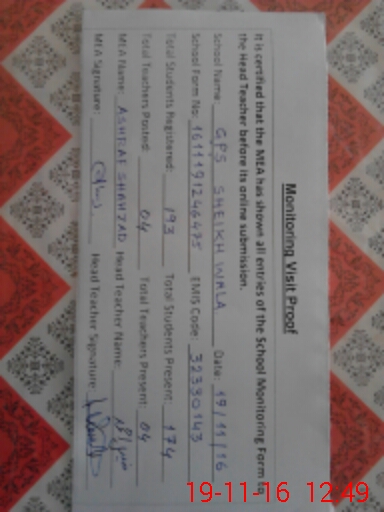 Monitoring Visit Proof
It is certified that the MEA has shown all entries of the School Monitoring Form to
the Head Teacher before its online submission.
School Name: GPS SHEIKH WALA Date: 17/11/16
School Form No: 1611191246495 EMIS Code: 32330143
Total Students Registered: 193 Total Students Present: 174
Total Teachers Posted: 04 Total Teachers Present: 04
MEA Name: ASHRAF SHAHZAD Head Teacher Name:
MEA Signature: Head Teacher Signature:
19-11-16 12:49